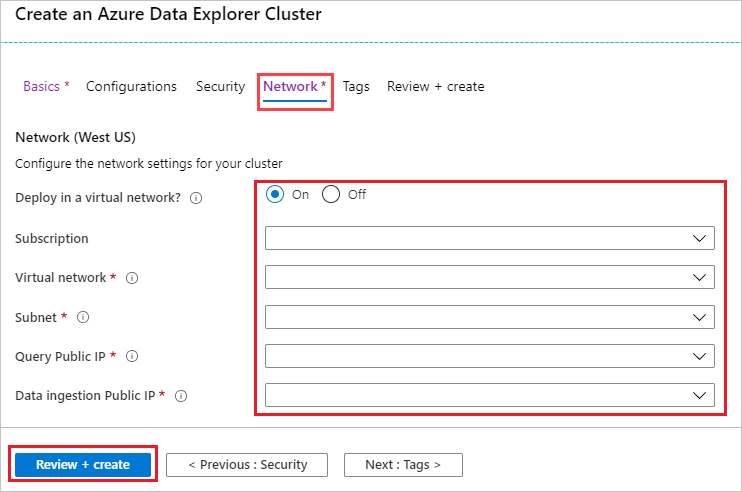 Create an Azure Data Explorer Cluster
Basics * Configurations Security Network * Tags Review + create
Network (West US)
Configure the network settings for your cluster
Deploy in a virtual network? On Off
Subscription
Virtual network *
Subnet *
Query Public IP *
Data ingestion Public IP *
Review + create < Previous : Security Next : Tags >